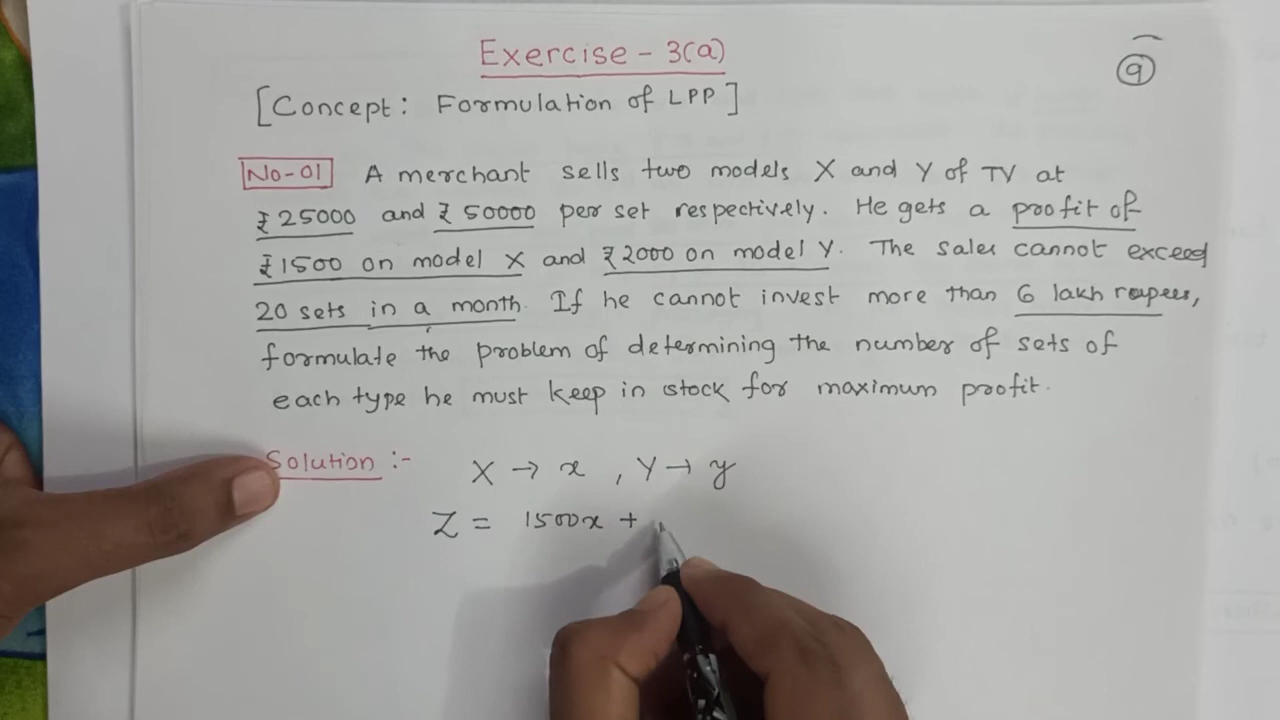 Exercise - 3(a)
9
[Concept: Formulation of LPP]
No-01 A merchant sells two models X and Y of TV at
₹25000 and ₹50000 per set respectively. He gets a profit of
₹1500 on model X and ₹2000 on model Y. The sales cannot exceed
20 sets in a month. If he cannot invest more than 6 lakh rupees,
formulate the problem of determining the number of sets of
each type he must keep in stock for maximum profit.
Solution :- X → x , Y → y
Z = 1500x +